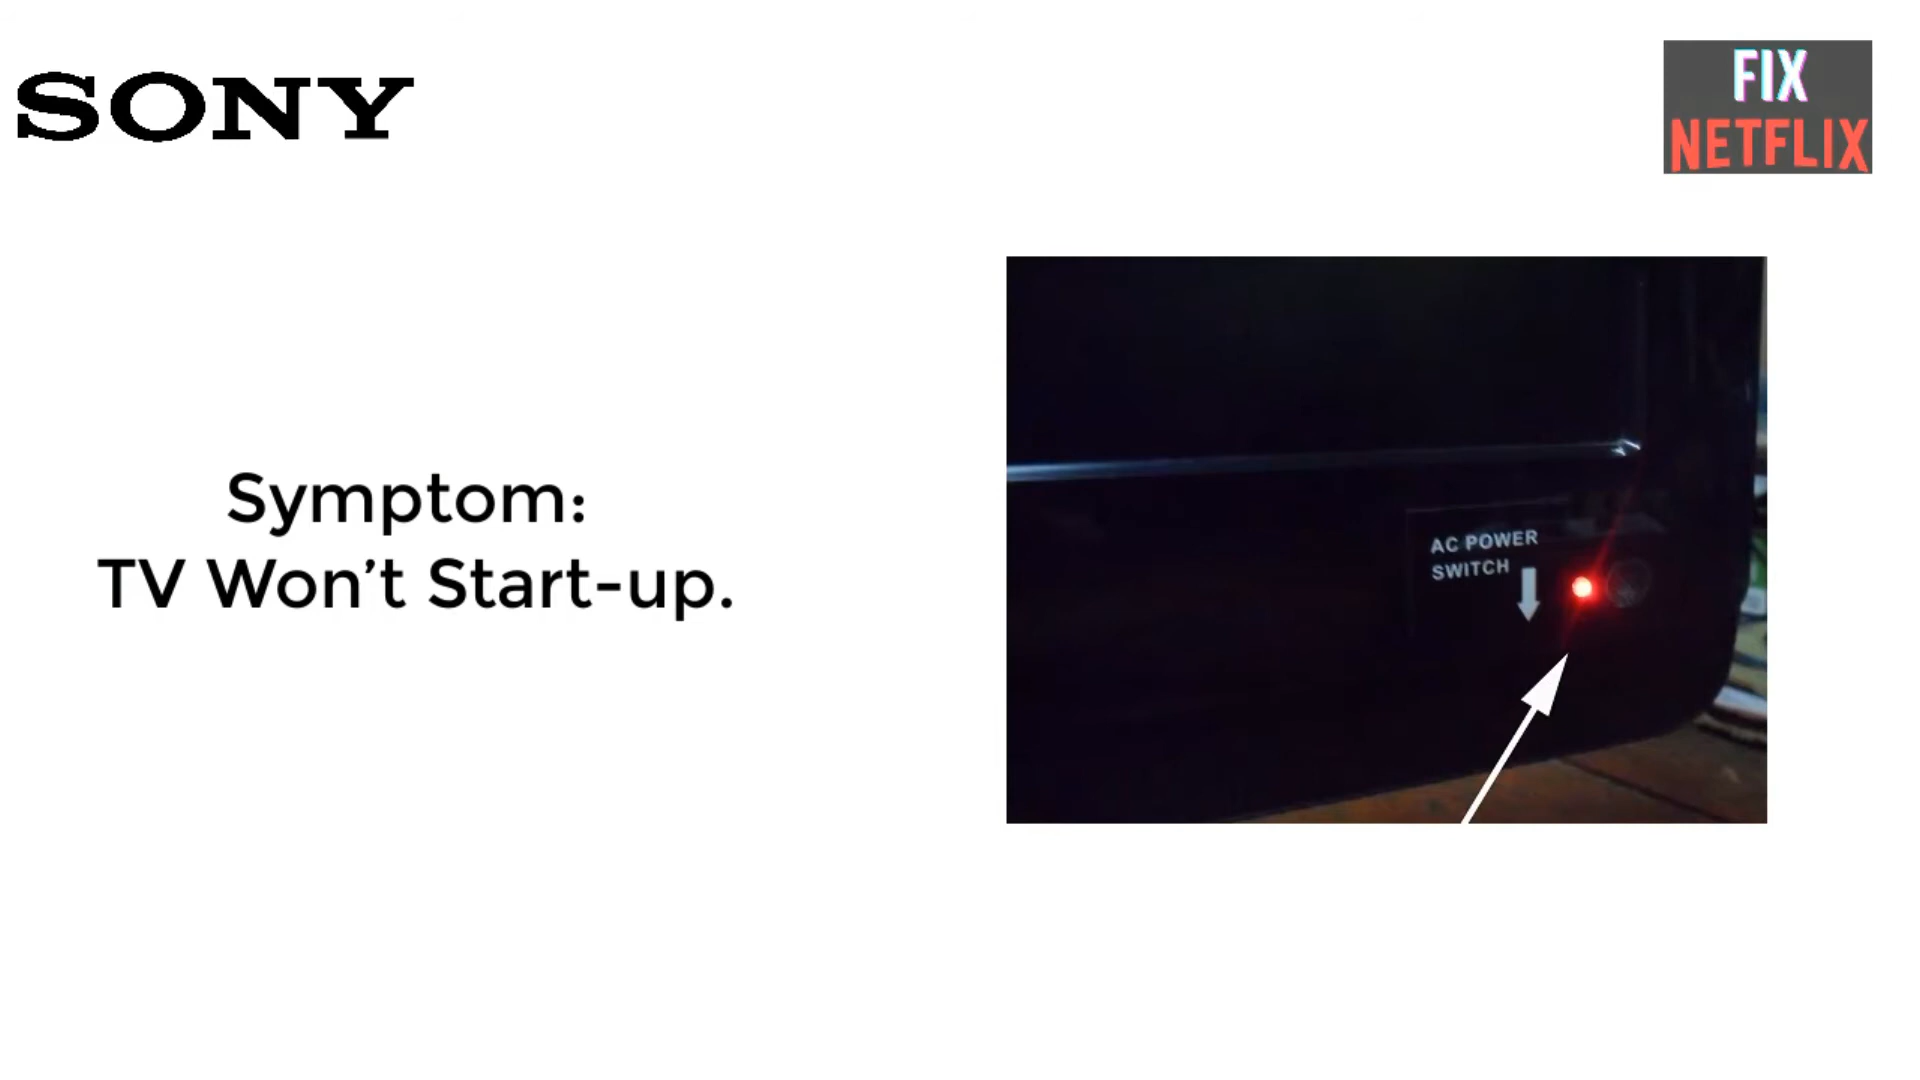 SONY
FIX
NETFLIX
Symptom:
TV Won’t Start-up.
AC POWER
SWITCH